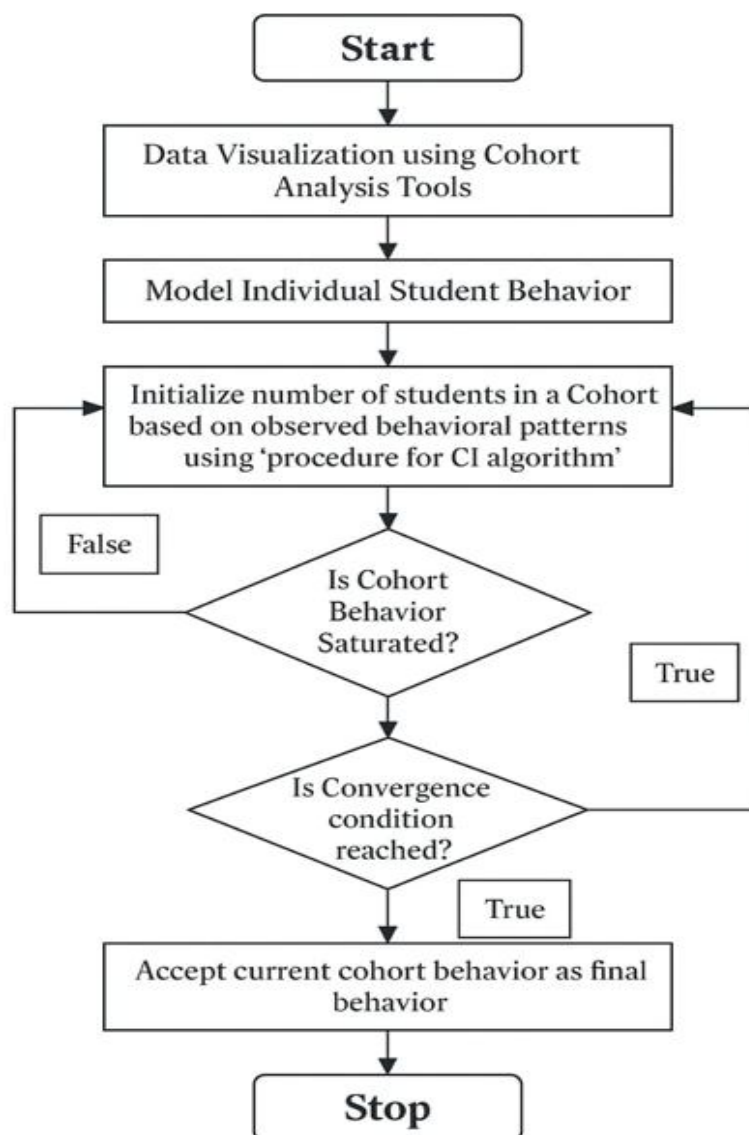 Start
Data Visualization using Cohort
Analysis Tools
Model Individual Student Behavior
Initialize number of students in a Cohort
based on observed behavioral patterns
using ‘procedure for CI algorithm’
False
Is Cohort
Behavior
Saturated?
True
Is Convergence
condition
reached?
True
Accept current cohort behavior as final
behavior
Stop